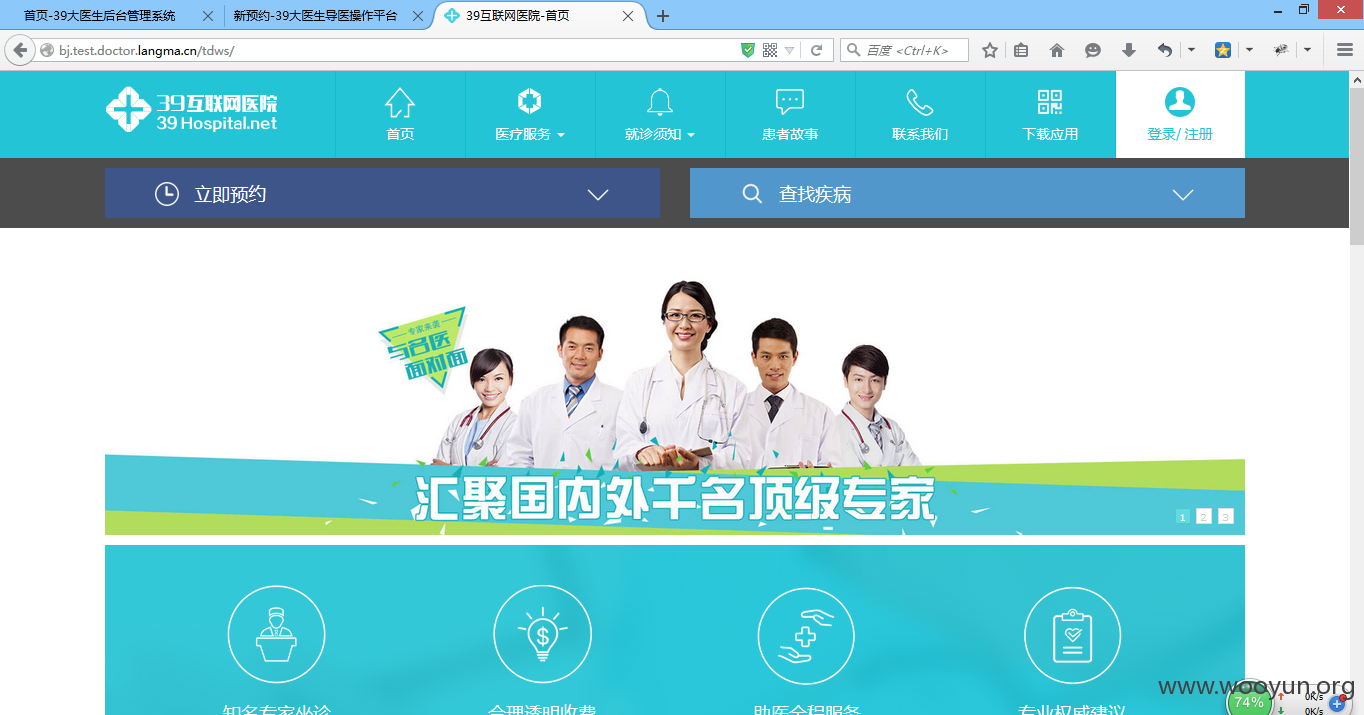 首页-39大医生后台管理系统
新预约-39大医生导医操作平台
39互联网医院-首页
bj.test.doctor.langma.cn/tdws/
百度 <Ctrl+K>
39互联网医院
39 Hospital.net
首页
医疗服务
就诊须知
患者故事
联系我们
下载应用
登录/ 注册
立即预约
查找疾病
专家来袭
与名医
面对面
汇聚国内外千名顶级专家
1 2 3
知名专家坐诊
合理透明收费
助医全程服务
专业权威建议
www.wooyun.org
74%
0K/s
0K/s